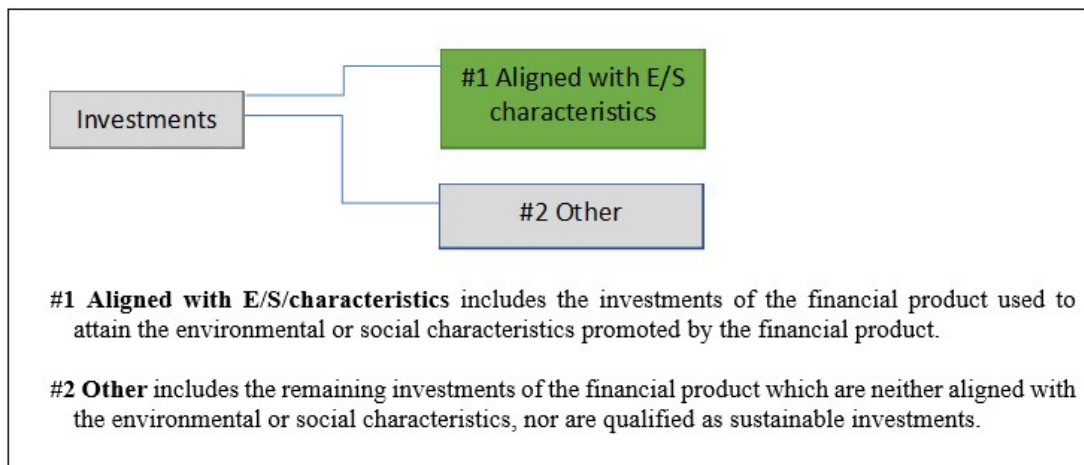 #1 Aligned with E/S
characteristics
Investments
#2 Other
#1 Aligned with E/S/characteristics includes the investments of the financial product used to
attain the environmental or social characteristics promoted by the financial product.
#2 Other includes the remaining investments of the financial product which are neither aligned with
the environmental or social characteristics, nor are qualified as sustainable investments.